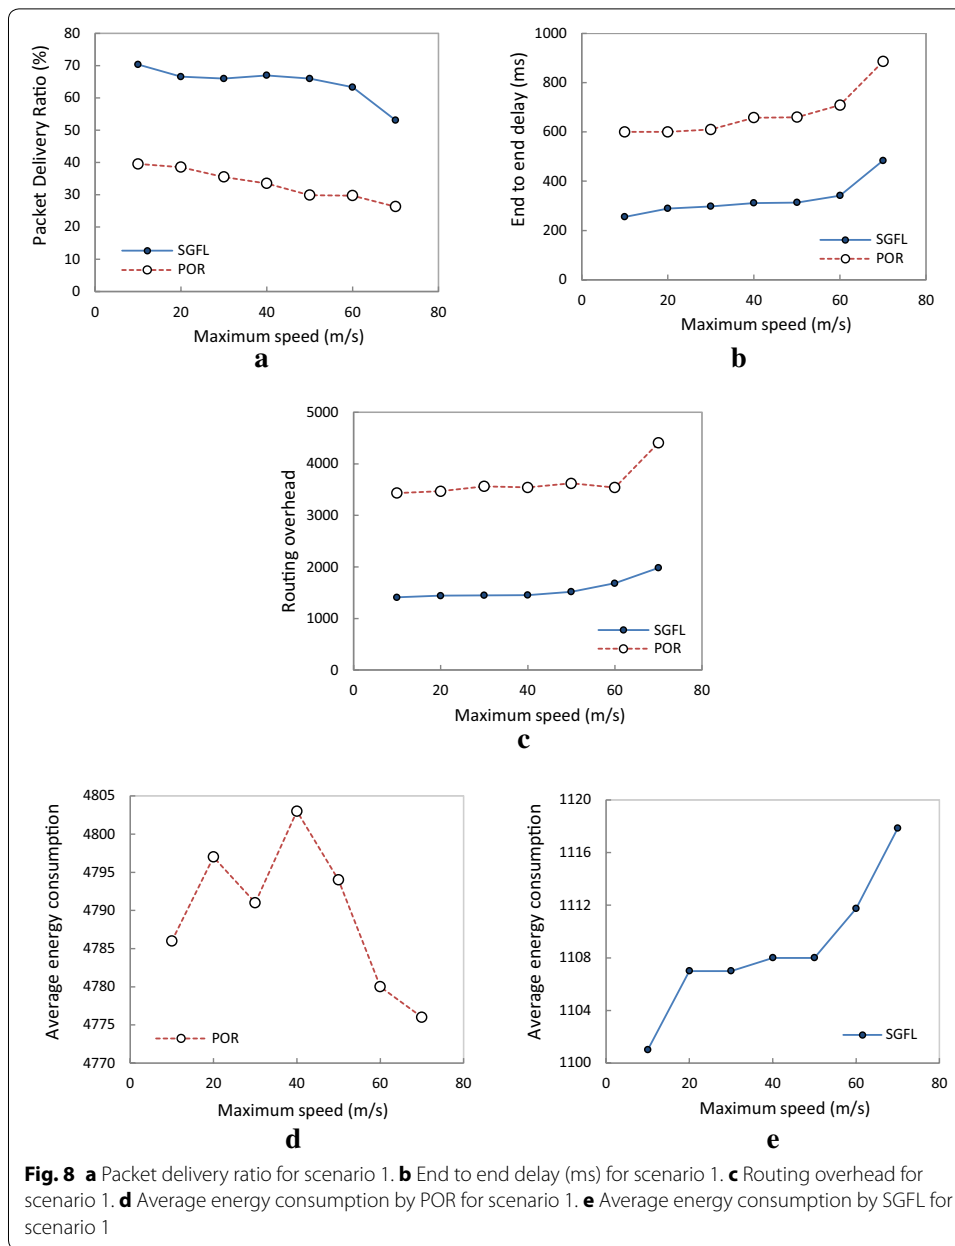 80
70
60
50
40
30
20
10
0
Packet Delivery Ratio (%)
SGFL
POR
0 20 40 60 80
Maximum speed (m/s)
a
1000
800
600
400
200
0
End to end delay (ms)
SGFL
POR
0 20 40 60 80
Maximum speed (m/s)
b
5000
4000
3000
2000
1000
0
Routing overhead
SGFL
POR
0 20 40 60 80
Maximum speed (m/s)
c
4805
4800
4795
4790
4785
4780
4775
4770
Average energy consumption
POR
0 20 40 60 80
Maximum speed (m/s)
d
1120
1116
1112
1108
1104
1100
Average energy consumption
SGFL
0 20 40 60 80
Maximum speed (m/s)
e
Fig. 8 a Packet delivery ratio for scenario 1. b End to end delay (ms) for scenario 1. c Routing overhead for
scenario 1. d Average energy consumption by POR for scenario 1. e Average energy consumption by SGFL for
scenario 1